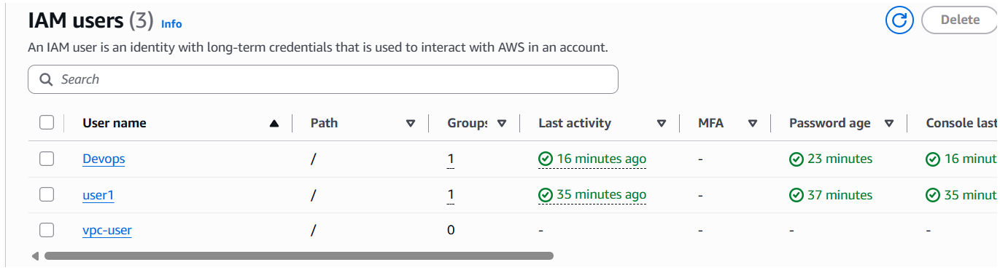 IAM users (3) Info
Delete
An IAM user is an identity with long-term credentials that is used to interact with AWS in an account.
Search
User name Path Groups Last activity MFA Password age Console last
Devops / 1 16 minutes ago - 23 minutes 16 minut
user1 / 1 35 minutes ago - 37 minutes 35 minut
vpc-user / 0 - - - -